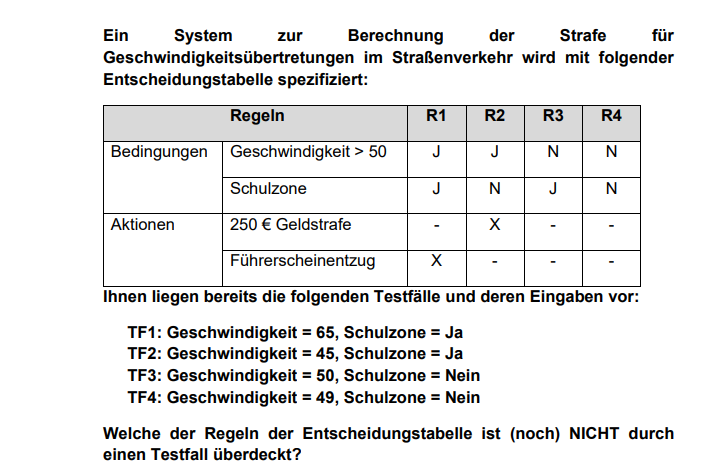 Ein System zur Berechnung der Strafe für
Geschwindigkeitsübertretungen im Straßenverkehr wird mit folgender
Entscheidungstabelle spezifiziert:
Regeln R1 R2 R3 R4
Bedingungen Geschwindigkeit > 50 J J N N
Schulzone J N J N
Aktionen 250 € Geldstrafe - X - -
Führerscheinentzug X - - -
Ihnen liegen bereits die folgenden Testfälle und deren Eingaben vor:
TF1: Geschwindigkeit = 65, Schulzone = Ja
TF2: Geschwindigkeit = 45, Schulzone = Ja
TF3: Geschwindigkeit = 50, Schulzone = Nein
TF4: Geschwindigkeit = 49, Schulzone = Nein
Welche der Regeln der Entscheidungstabelle ist (noch) NICHT durch
einen Testfall überdeckt?